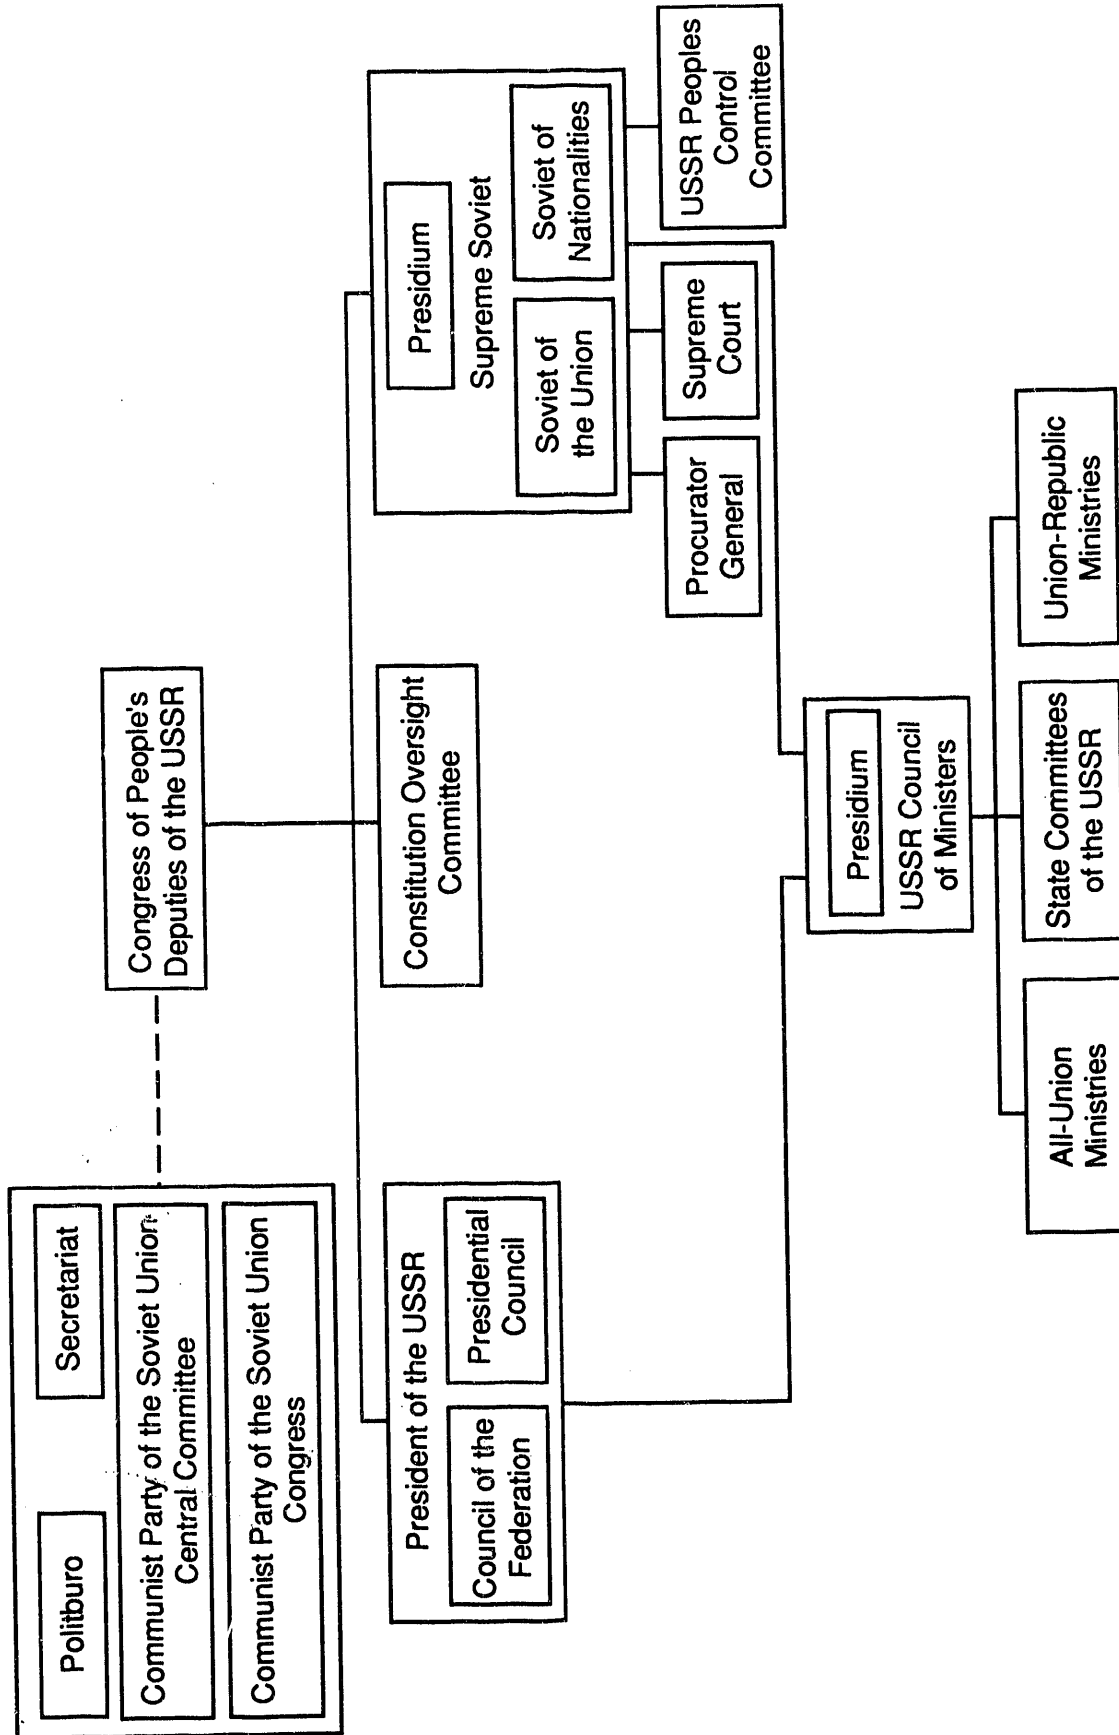 Politburo
Secretariat
Communist Party of the Soviet Union
Central Committee
Communist Party of the Soviet Union
Congress
Congress of People's
Deputies of the USSR
President of the USSR
Council of the
Federation
Presidential
Council
Constitution Oversight
Committee
Presidium
Supreme Soviet
Soviet of
the Union
Soviet of
Nationalities
Procurator
General
Supreme
Court
USSR Peoples
Control
Committee
Presidium
USSR Council
of Ministers
All-Union
Ministries
State Committees
of the USSR
Union-Republic
Ministries